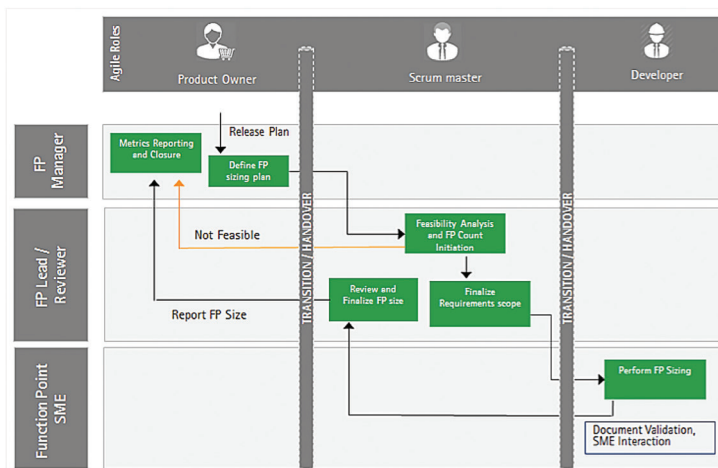 Agile Roles
Product Owner
Scrum master
Developer
TRANSITION / HANDOVER
TRANSITION / HANDOVER
FP
Manager
Release Plan
Metrics Reporting
and Closure
Define FP
sizing plan
FP Lead /
Reviewer
Not Feasible
Feasibility Analysis
and FP Count
Initiation
Report FP Size
Review and
Finalize FP size
Finalize
Requirements scope
Function Point
SME
Perform FP Sizing
Document Validation,
SME Interaction